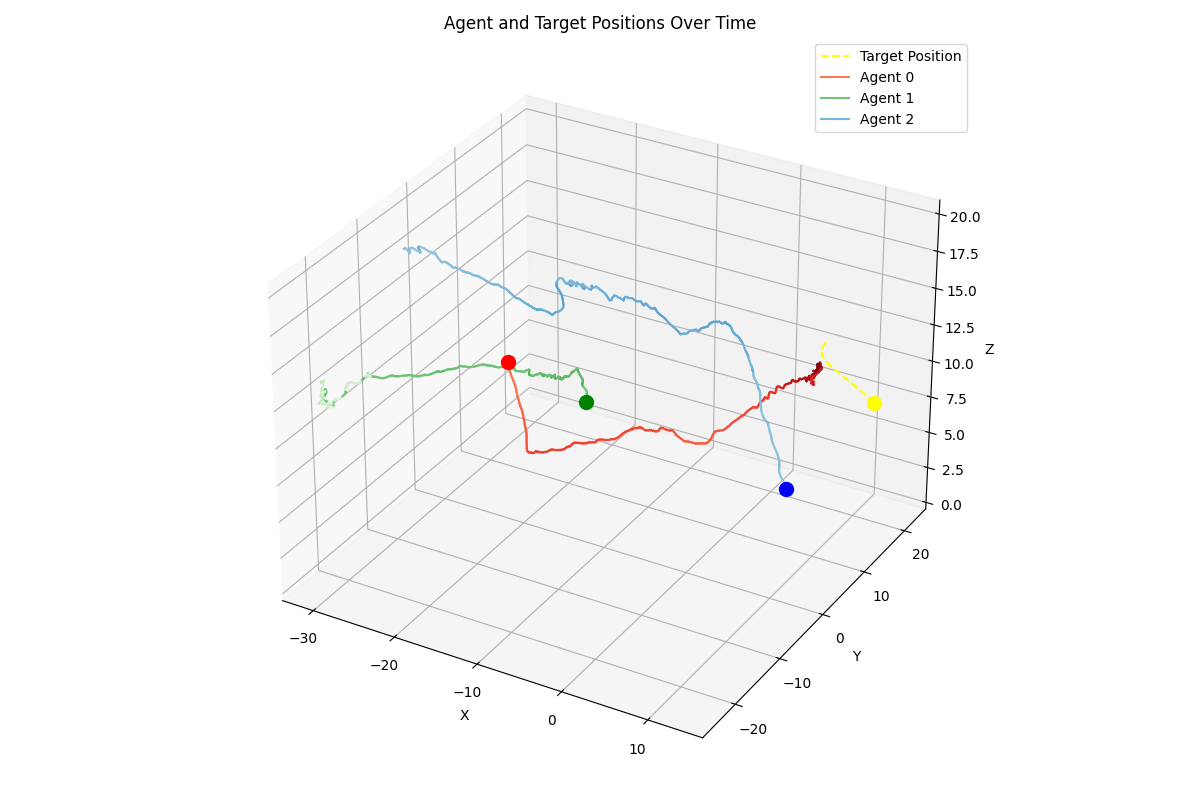 Agent and Target Positions Over Time
Target Position
Agent 0
Agent 1
Agent 2
20.0
17.5
15.0
12.5
10.0
7.5
5.0
2.5
0.0
Z
20
10
0
−10
−20
Y
−30
−20
−10
0
10
X